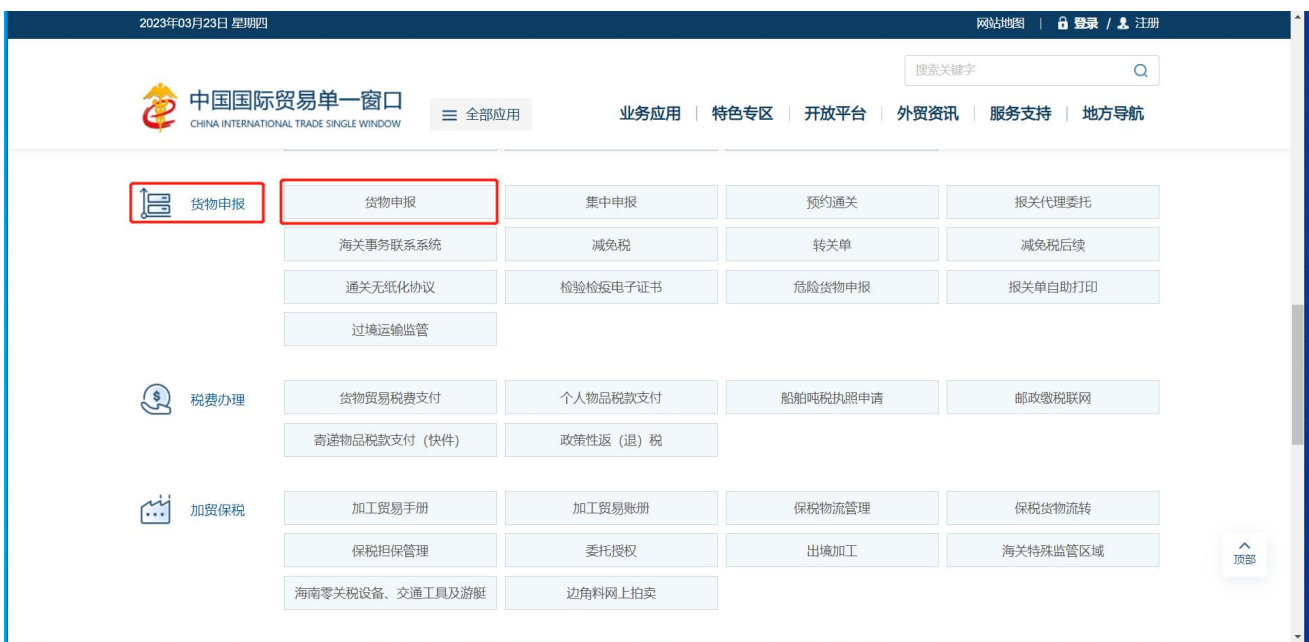 2023年03月23日 星期四 网站地图 | 登录 / 注册
搜索关键字
中国国际贸易单一窗口
CHINA INTERNATIONAL TRADE SINGLE WINDOW
全部应用
业务应用 | 特色专区 | 开放平台 | 外贸资讯 | 服务支持 | 地方导航
货物申报 货物申报 集中申报 预约通关 报关代理委托
海关事务联系系统 减免税 转关单 减免税后续
通关无纸化协议 检验检疫电子证书 危险货物申报 报关单自助打印
过境运输监管
税费办理 货物贸易税费支付 个人物品税款支付 船舶吨税执照申请 邮政缴税联网
寄递物品税款支付（快件） 政策性返（退）税
加贸保税 加工贸易手册 加工贸易账册 保税物流管理 保税货物流转
保税担保管理 委托授权 出境加工 海关特殊监管区域
顶部
海南零关税设备、交通工具及游艇 边角料网上拍卖